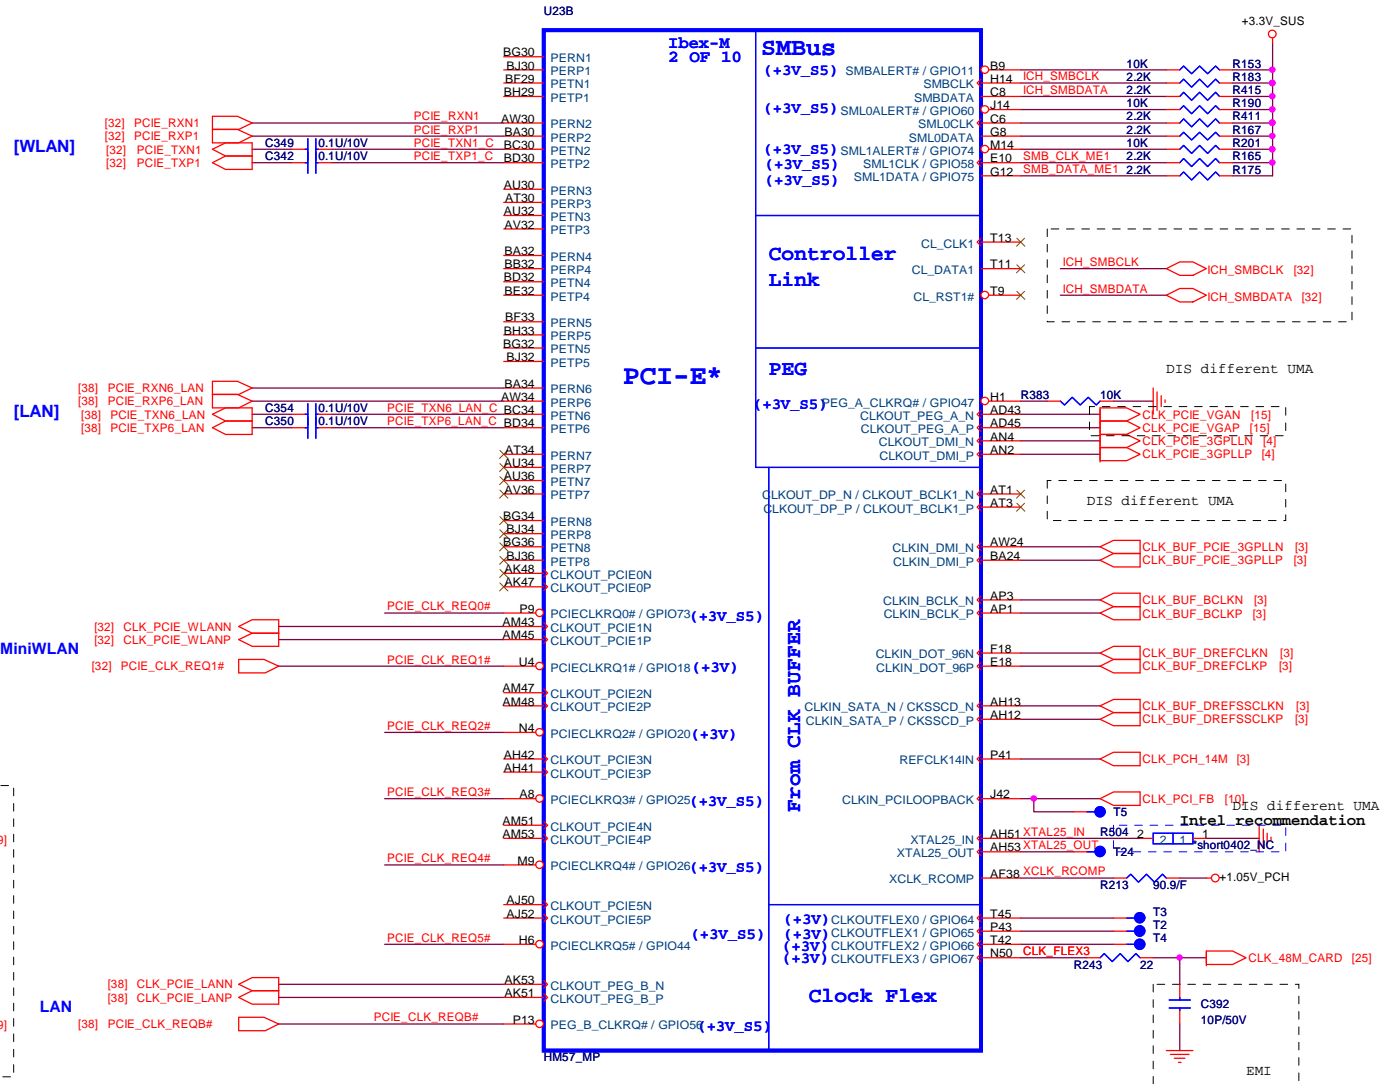 U23B
Ibex-M
2 OF 10
SMBus
+3.3V_SUS
BG30 PERN1
BJ30 PERP1
BF29 PETN1
BH29 PETP1
[WLAN]
[32] PCIE_RXN1 PCIE_RXN1 AW30 PERN2
[32] PCIE_RXP1 PCIE_RXP1 BA30 PERP2
[32] PCIE_TXN1 C349 0.1U/10V PCIE_TXN1_C BC30 PETN2
[32] PCIE_TXP1 C342 0.1U/10V PCIE_TXP1_C BD30 PETP2
AU30 PERN3
AT30 PERP3
AU32 PETN3
AV32 PETP3
BA32 PERN4
BB32 PERP4
BD32 PETN4
BE32 PETP4
BF33 PERN5
BH33 PERP5
BG32 PETN5
BJ32 PETP5
PCI-E*
[LAN]
[38] PCIE_RXN6_LAN BA34 PERN6
[38] PCIE_RXP6_LAN AW34 PERP6
[38] PCIE_TXN6_LAN C354 0.1U/10V PCIE_TXN6_LAN_C BC34 PETN6
[38] PCIE_TXP6_LAN C350 0.1U/10V PCIE_TXP6_LAN_C BD34 PETP6
AT34 PERN7
AU34 PERP7
AU36 PETN7
AV36 PETP7
BG34 PERN8
BJ34 PERP8
BG36 PETN8
BJ36 PETP8
AK48 CLKOUT_PCIE0N
AK47 CLKOUT_PCIE0P
PCIE_CLK_REQ0# P9 PCIECLKRQ0# / GPIO73 (+3V_S5)
MiniWLAN
[32] CLK_PCIE_WLANN AM43 CLKOUT_PCIE1N
[32] CLK_PCIE_WLANP AM45 CLKOUT_PCIE1P
[32] PCIE_CLK_REQ1# PCIE_CLK_REQ1# U4 PCIECLKRQ1# / GPIO18 (+3V)
AM47 CLKOUT_PCIE2N
AM48 CLKOUT_PCIE2P
PCIE_CLK_REQ2# N4 PCIECLKRQ2# / GPIO20 (+3V)
AH42 CLKOUT_PCIE3N
AH41 CLKOUT_PCIE3P
PCIE_CLK_REQ3# A8 PCIECLKRQ3# / GPIO25 (+3V_S5)
AM51 CLKOUT_PCIE4N
AM53 CLKOUT_PCIE4P
PCIE_CLK_REQ4# M9 PCIECLKRQ4# / GPIO26 (+3V_S5)
AJ50 CLKOUT_PCIE5N
AJ52 CLKOUT_PCIE5P
PCIE_CLK_REQ5# H6 PCIECLKRQ5# / GPIO44 (+3V_S5)
LAN
[38] CLK_PCIE_LANN AK53 CLKOUT_PEG_B_N
[38] CLK_PCIE_LANP AK51 CLKOUT_PEG_B_P
[38] PCIE_CLK_REQB# PCIE_CLK_REQB# P13 PEG_B_CLKRQ# / GPIO56 (+3V_S5)
HM57_MP
(+3V_S5) SMBALERT# / GPIO11 B9 10K R153
SMBCLK H14 ICH_SMBCLK 2.2K R183
SMBDATA C8 ICH_SMBDATA 2.2K R415
(+3V_S5) SML0ALERT# / GPIO60 J14 10K R190
SML0CLK C6 2.2K R411
SML0DATA G8 2.2K R167
(+3V_S5) SML1ALERT# / GPIO74 M14 10K R201
(+3V_S5) SML1CLK / GPIO58 E10 SMB_CLK_ME1 2.2K R165
(+3V_S5) SML1DATA / GPIO75 G12 SMB_DATA_ME1 2.2K R175
Controller
Link
CL_CLK1 T13
CL_DATA1 T11
CL_RST1# T9
ICH_SMBCLK ICH_SMBCLK [32]
ICH_SMBDATA ICH_SMBDATA [32]
PEG
DIS different UMA
(+3V_S5) PEG_A_CLKRQ# / GPIO47 H1 R383 10K
CLKOUT_PEG_A_N AD43 CLK_PCIE_VGAN [15]
CLKOUT_PEG_A_P AD45 CLK_PCIE_VGAP [15]
CLKOUT_DMI_N AN4 CLK_PCIE_3GPLLN [4]
CLKOUT_DMI_P AN2 CLK_PCIE_3GPLLP [4]
CLKOUT_DP_N / CLKOUT_BCLK1_N AT1
CLKOUT_DP_P / CLKOUT_BCLK1_P AT3
DIS different UMA
From CLK BUFFER
CLKIN_DMI_N AW24 CLK_BUF_PCIE_3GPLLN [3]
CLKIN_DMI_P BA24 CLK_BUF_PCIE_3GPLLP [3]
CLKIN_BCLK_N AP3 CLK_BUF_BCLKN [3]
CLKIN_BCLK_P AP1 CLK_BUF_BCLKP [3]
CLKIN_DOT_96N F18 CLK_BUF_DREFCLKN [3]
CLKIN_DOT_96P E18 CLK_BUF_DREFCLKP [3]
CLKIN_SATA_N / CKSSCD_N AH13 CLK_BUF_DREFSSCLKN [3]
CLKIN_SATA_P / CKSSCD_P AH12 CLK_BUF_DREFSSCLKP [3]
REFCLK14IN P41 CLK_PCH_14M [3]
CLKIN_PCILOOPBACK J42 CLK_PCI_FB [10]
T5
DIS different UMA
Intel recommendation
XTAL25_IN AH51 XTAL25_IN R504 2 2 1 1
*short0402_NC
XTAL25_OUT AH53 XTAL25_OUT T24
XCLK_RCOMP AF38 XCLK_RCOMP R213 90.9/F +1.05V_PCH
(+3V) CLKOUTFLEX0 / GPIO64 T45 T3
(+3V) CLKOUTFLEX1 / GPIO65 P43 T2
(+3V) CLKOUTFLEX2 / GPIO66 T42 T4
(+3V) CLKOUTFLEX3 / GPIO67 N50 CLK_FLEX3 R243 22 CLK_48M_CARD [25]
Clock Flex
C392
10P/50V
EMI